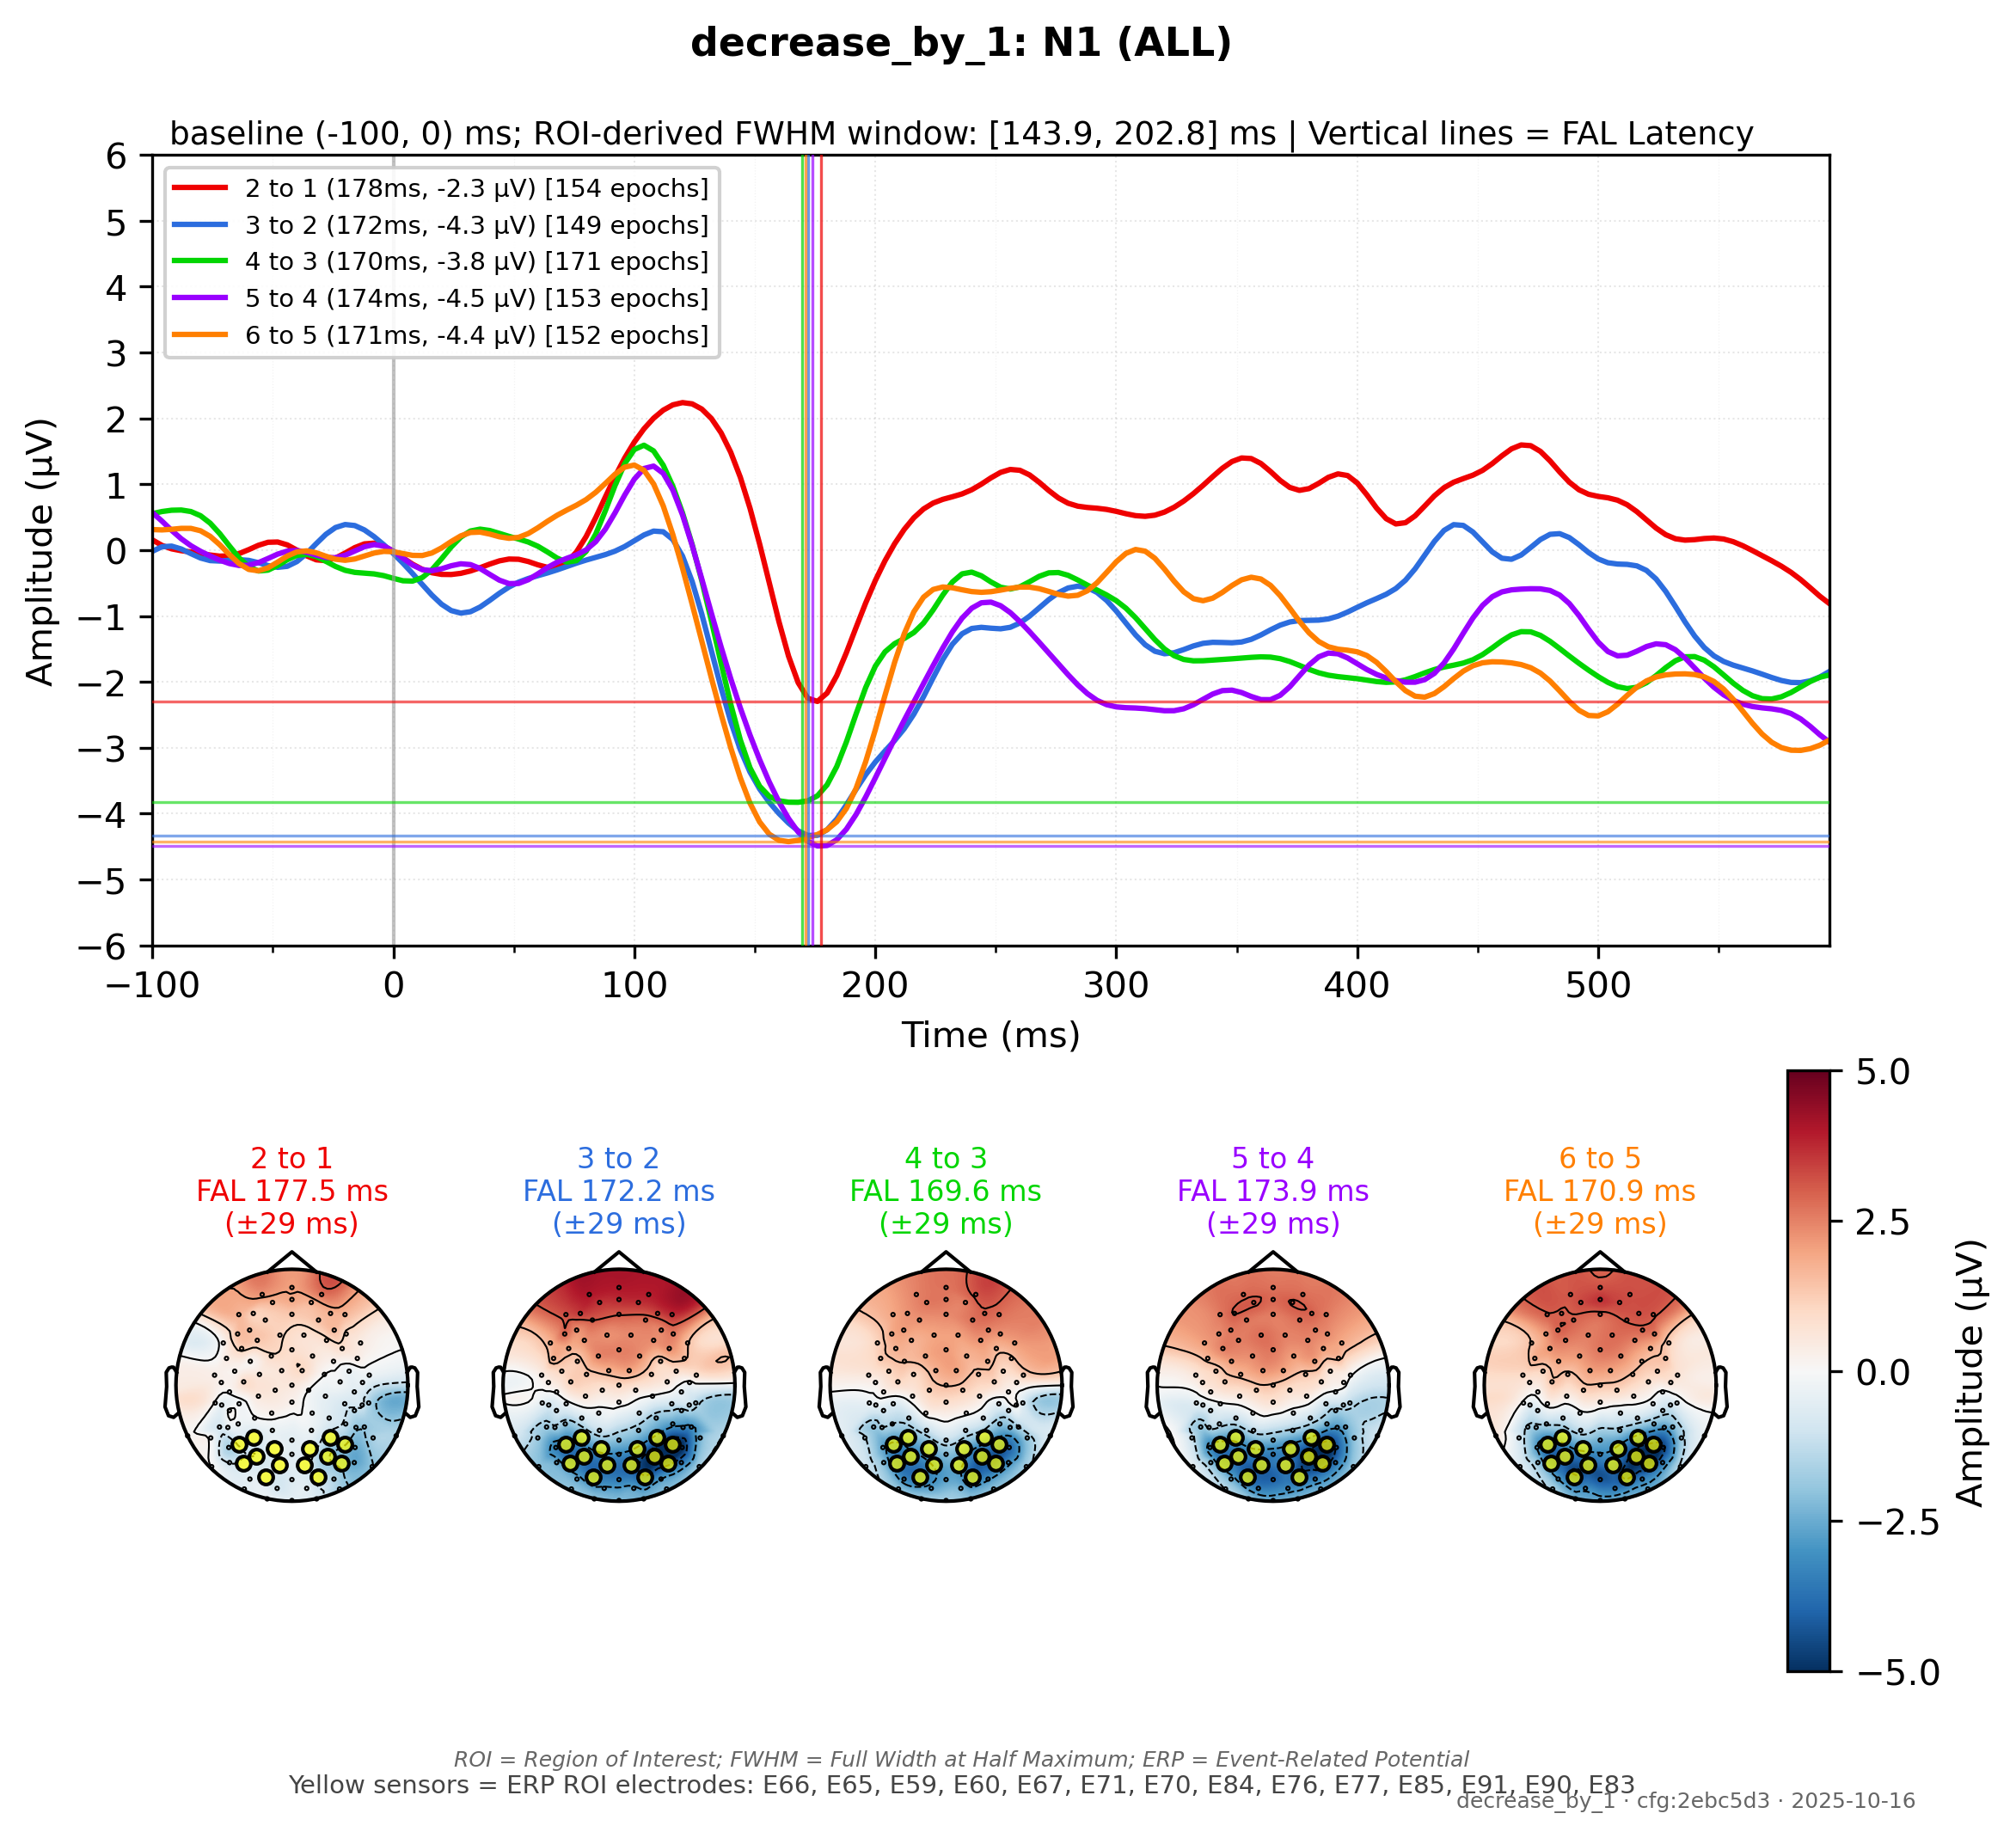 decrease_by_1: N1 (ALL)
baseline (-100, 0) ms; ROI-derived FWHM window: [143.9, 202.8] ms | Vertical lines = FAL Latency
6
5
4
3
2
1
0
−1
−2
−3
−4
−5
−6
Amplitude (µV)
2 to 1 (178ms, -2.3 µV) [154 epochs]
3 to 2 (172ms, -4.3 µV) [149 epochs]
4 to 3 (170ms, -3.8 µV) [171 epochs]
5 to 4 (174ms, -4.5 µV) [153 epochs]
6 to 5 (171ms, -4.4 µV) [152 epochs]
−100 0 100 200 300 400 500
Time (ms)
2 to 1
FAL 177.5 ms
(±29 ms)
3 to 2
FAL 172.2 ms
(±29 ms)
4 to 3
FAL 169.6 ms
(±29 ms)
5 to 4
FAL 173.9 ms
(±29 ms)
6 to 5
FAL 170.9 ms
(±29 ms)
5.0
2.5
0.0
−2.5
−5.0
Amplitude (µV)
ROI = Region of Interest; FWHM = Full Width at Half Maximum; ERP = Event-Related Potential
Yellow sensors = ERP ROI electrodes: E66, E65, E59, E60, E67, E71, E70, E84, E76, E77, E85, E91, E90, E83
decrease_by_1 · cfg:2ebc5d3 · 2025-10-16